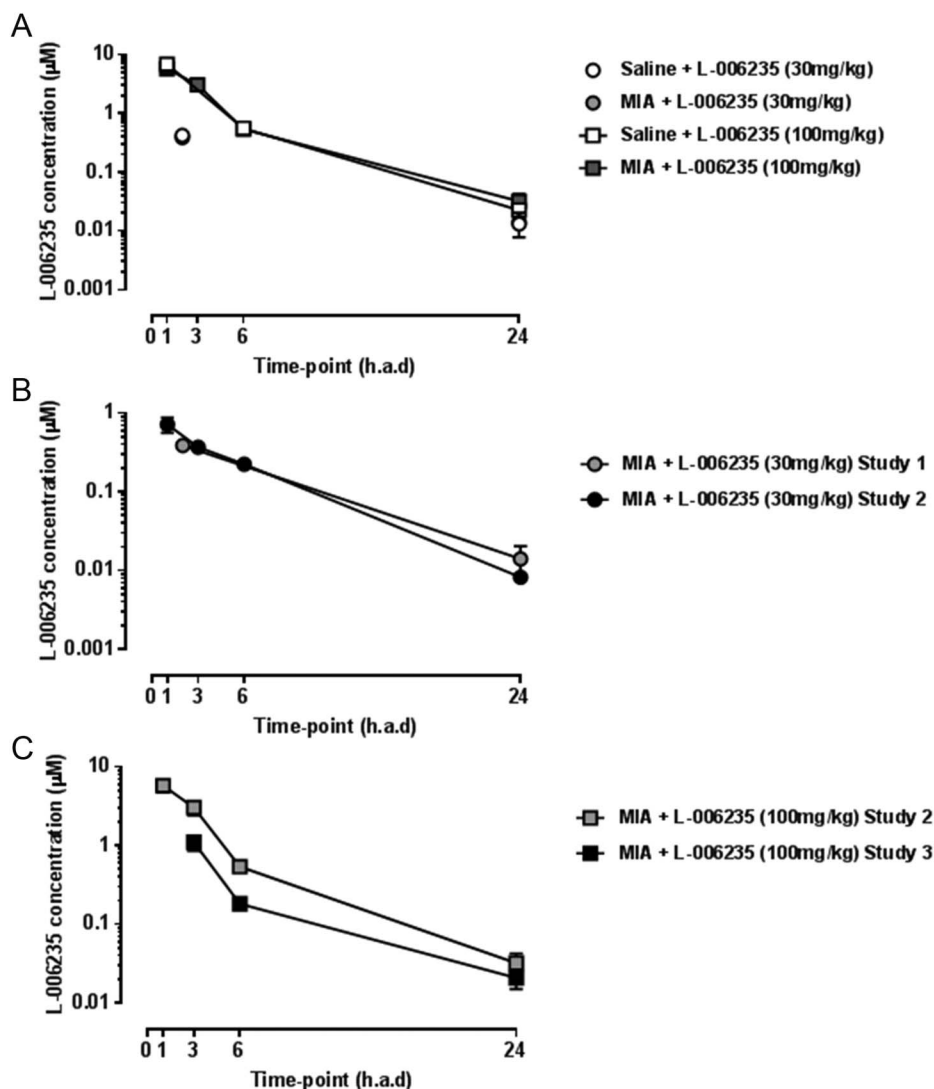 A
L-006235 concentration (µM)
10
1
0.1
0.01
0.001
0 1 3 6 24
Time-point (h.a.d)
Saline + L-006235 (30mg/kg)
MIA + L-006235 (30mg/kg)
Saline + L-006235 (100mg/kg)
MIA + L-006235 (100mg/kg)
B
L-006235 concentration (µM)
1
0.1
0.01
0.001
0 1 3 6 24
Time-point (h.a.d)
MIA + L-006235 (30mg/kg) Study 1
MIA + L-006235 (30mg/kg) Study 2
C
L-006235 concentration (µM)
10
1
0.1
0.01
0 1 3 6 24
Time-point (h.a.d)
MIA + L-006235 (100mg/kg) Study 2
MIA + L-006235 (100mg/kg) Study 3